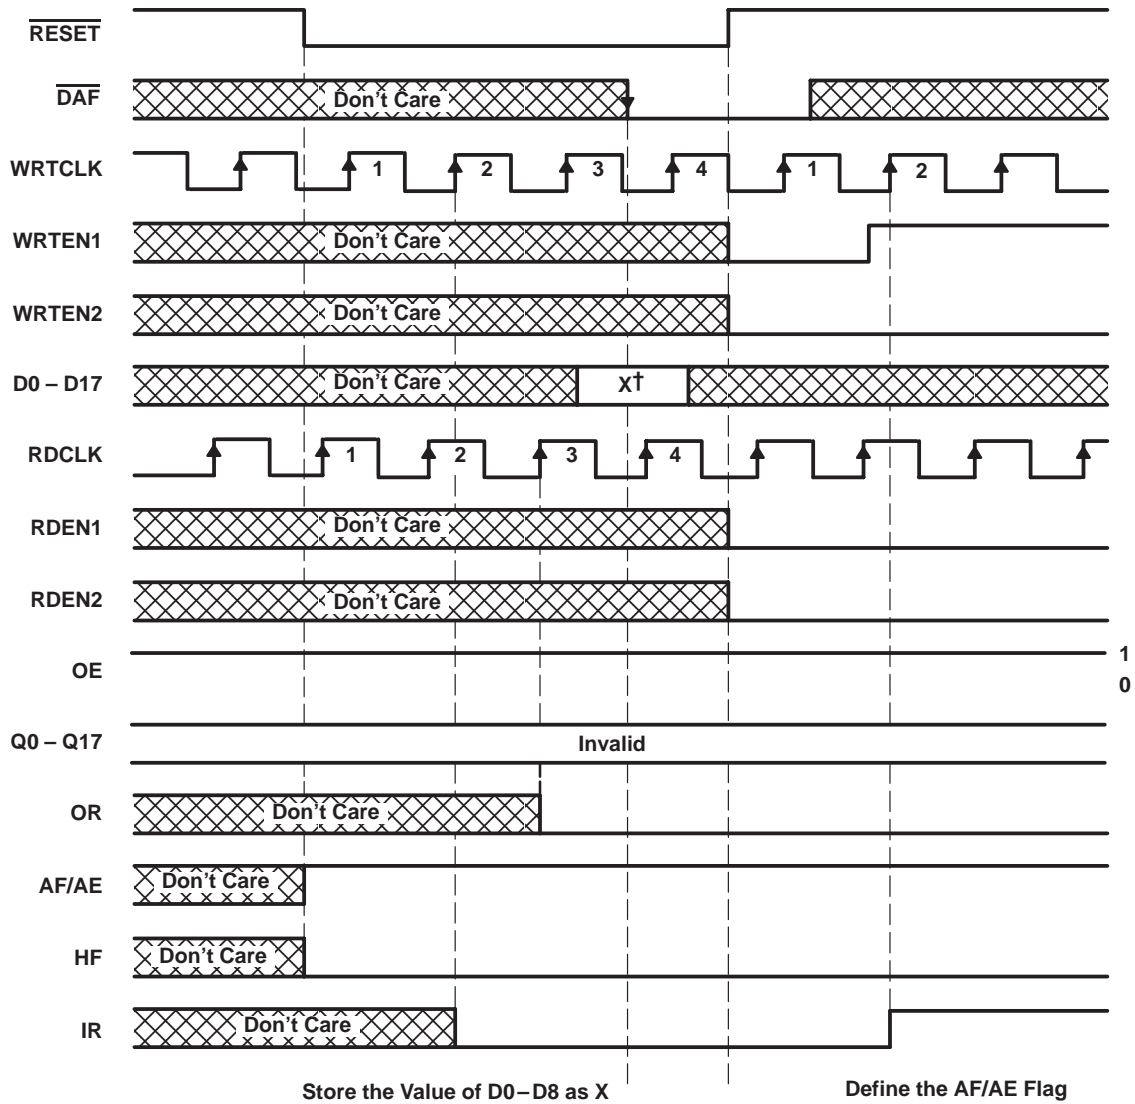 RESET
DAF
Don't Care
WRTCLK
1 2 3 4 1 2
WRTEN1
Don't Care
WRTEN2
Don't Care
D0 – D17
Don't Care
X†
RDCLK
1 2 3 4
RDEN1
Don't Care
RDEN2
Don't Care
OE
1
0
Q0 – Q17
Invalid
OR
Don't Care
AF/AE
Don't Care
HF
Don't Care
IR
Don't Care
Store the Value of D0–D8 as X
Define the AF/AE Flag